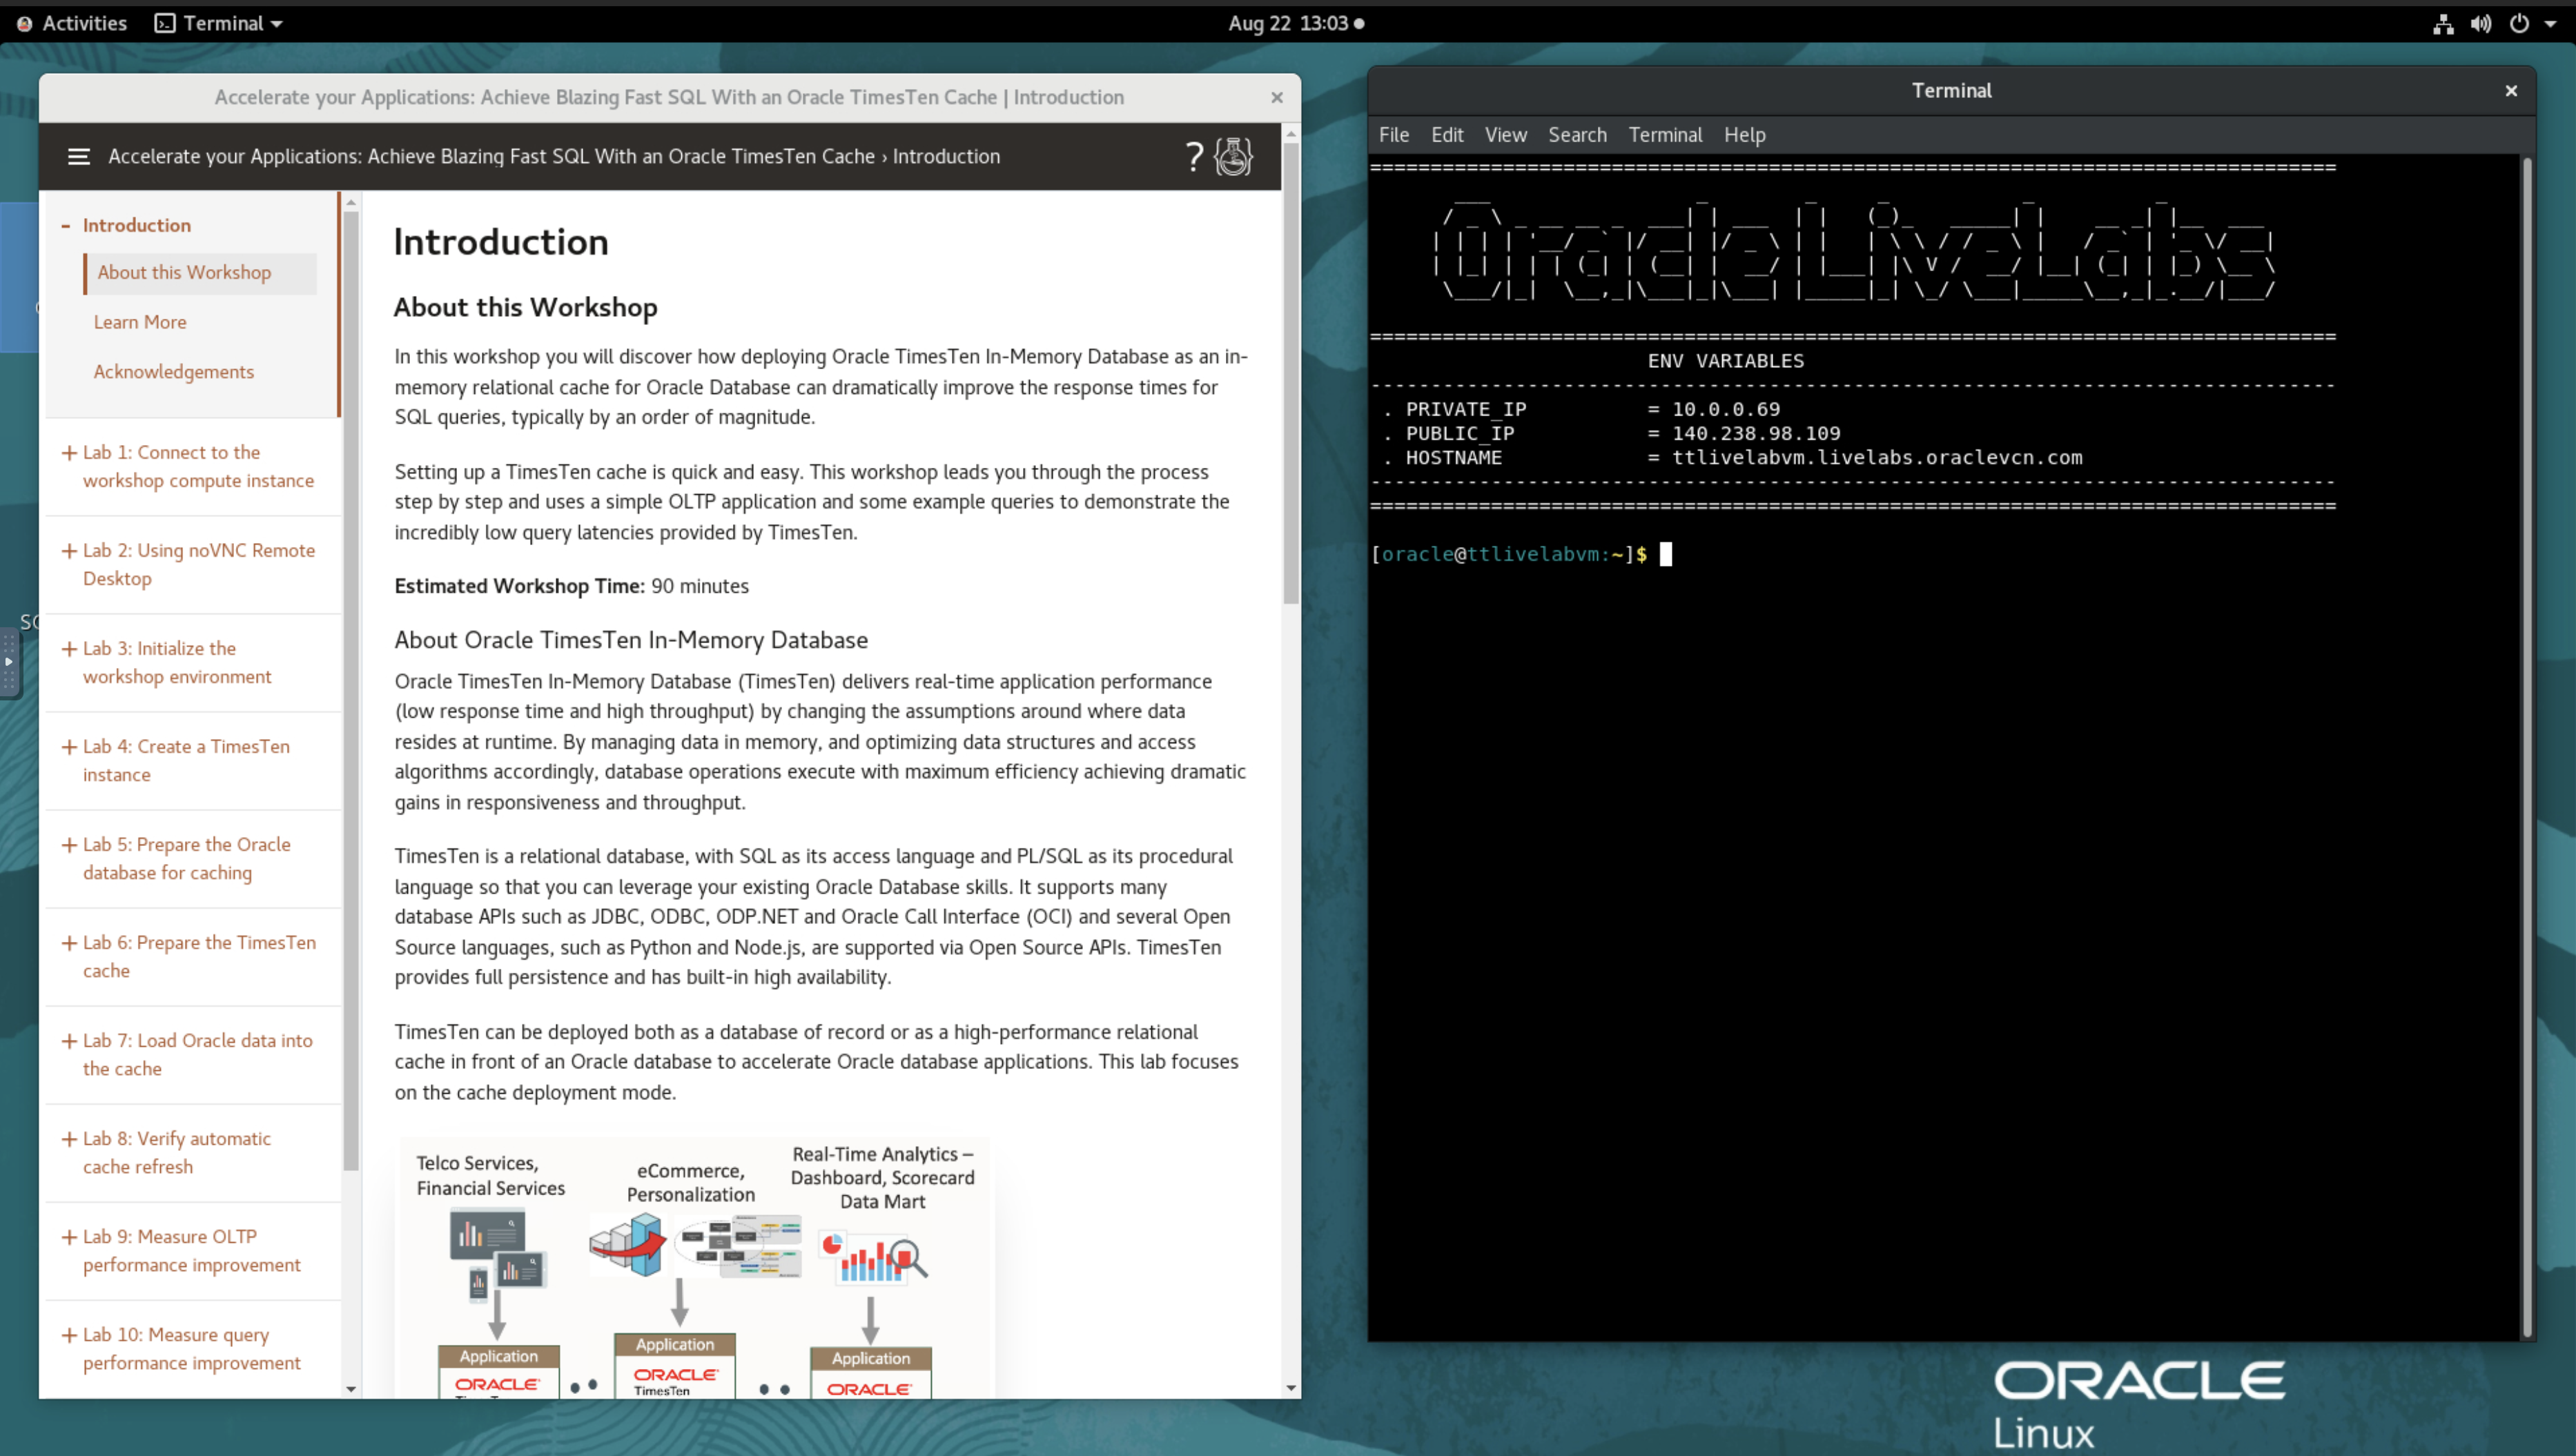 Activities
Terminal
Aug 22 13:03
Accelerate your Applications: Achieve Blazing Fast SQL With an Oracle TimesTen Cache | Introduction
Accelerate your Applications: Achieve Blazing Fast SQL With an Oracle TimesTen Cache › Introduction
?
- Introduction
About this Workshop
Learn More
Acknowledgements
+ Lab 1: Connect to the
workshop compute instance
+ Lab 2: Using noVNC Remote
Desktop
+ Lab 3: Initialize the
workshop environment
+ Lab 4: Create a TimesTen
instance
+ Lab 5: Prepare the Oracle
database for caching
+ Lab 6: Prepare the TimesTen
cache
+ Lab 7: Load Oracle data into
the cache
+ Lab 8: Verify automatic
cache refresh
+ Lab 9: Measure OLTP
performance improvement
+ Lab 10: Measure query
performance improvement
Introduction
About this Workshop
In this workshop you will discover how deploying Oracle TimesTen In-Memory Database as an in-
memory relational cache for Oracle Database can dramatically improve the response times for
SQL queries, typically by an order of magnitude.
Setting up a TimesTen cache is quick and easy. This workshop leads you through the process
step by step and uses a simple OLTP application and some example queries to demonstrate the
incredibly low query latencies provided by TimesTen.
Estimated Workshop Time: 90 minutes
About Oracle TimesTen In-Memory Database
Oracle TimesTen In-Memory Database (TimesTen) delivers real-time application performance
(low response time and high throughput) by changing the assumptions around where data
resides at runtime. By managing data in memory, and optimizing data structures and access
algorithms accordingly, database operations execute with maximum efficiency achieving dramatic
gains in responsiveness and throughput.
TimesTen is a relational database, with SQL as its access language and PL/SQL as its procedural
language so that you can leverage your existing Oracle Database skills. It supports many
database APIs such as JDBC, ODBC, ODP.NET and Oracle Call Interface (OCI) and several Open
Source languages, such as Python and Node.js, are supported via Open Source APIs. TimesTen
provides full persistence and has built-in high availability.
TimesTen can be deployed both as a database of record or as a high-performance relational
cache in front of an Oracle database to accelerate Oracle database applications. This lab focuses
on the cache deployment mode.
Telco Services,
Financial Services
eCommerce,
Personalization
Real-Time Analytics –
Dashboard, Scorecard
Data Mart
Application
ORACLE
Application
ORACLE
TimesTen
Application
ORACLE
Terminal
File Edit View Search Terminal Help
Oracle LiveLabs
ENV VARIABLES
. PRIVATE_IP = 10.0.0.69
. PUBLIC_IP = 140.238.98.109
. HOSTNAME = ttlivelabvm.livelabs.oraclevcn.com
[oracle@ttlivelabvm:~]$
ORACLE
Linux